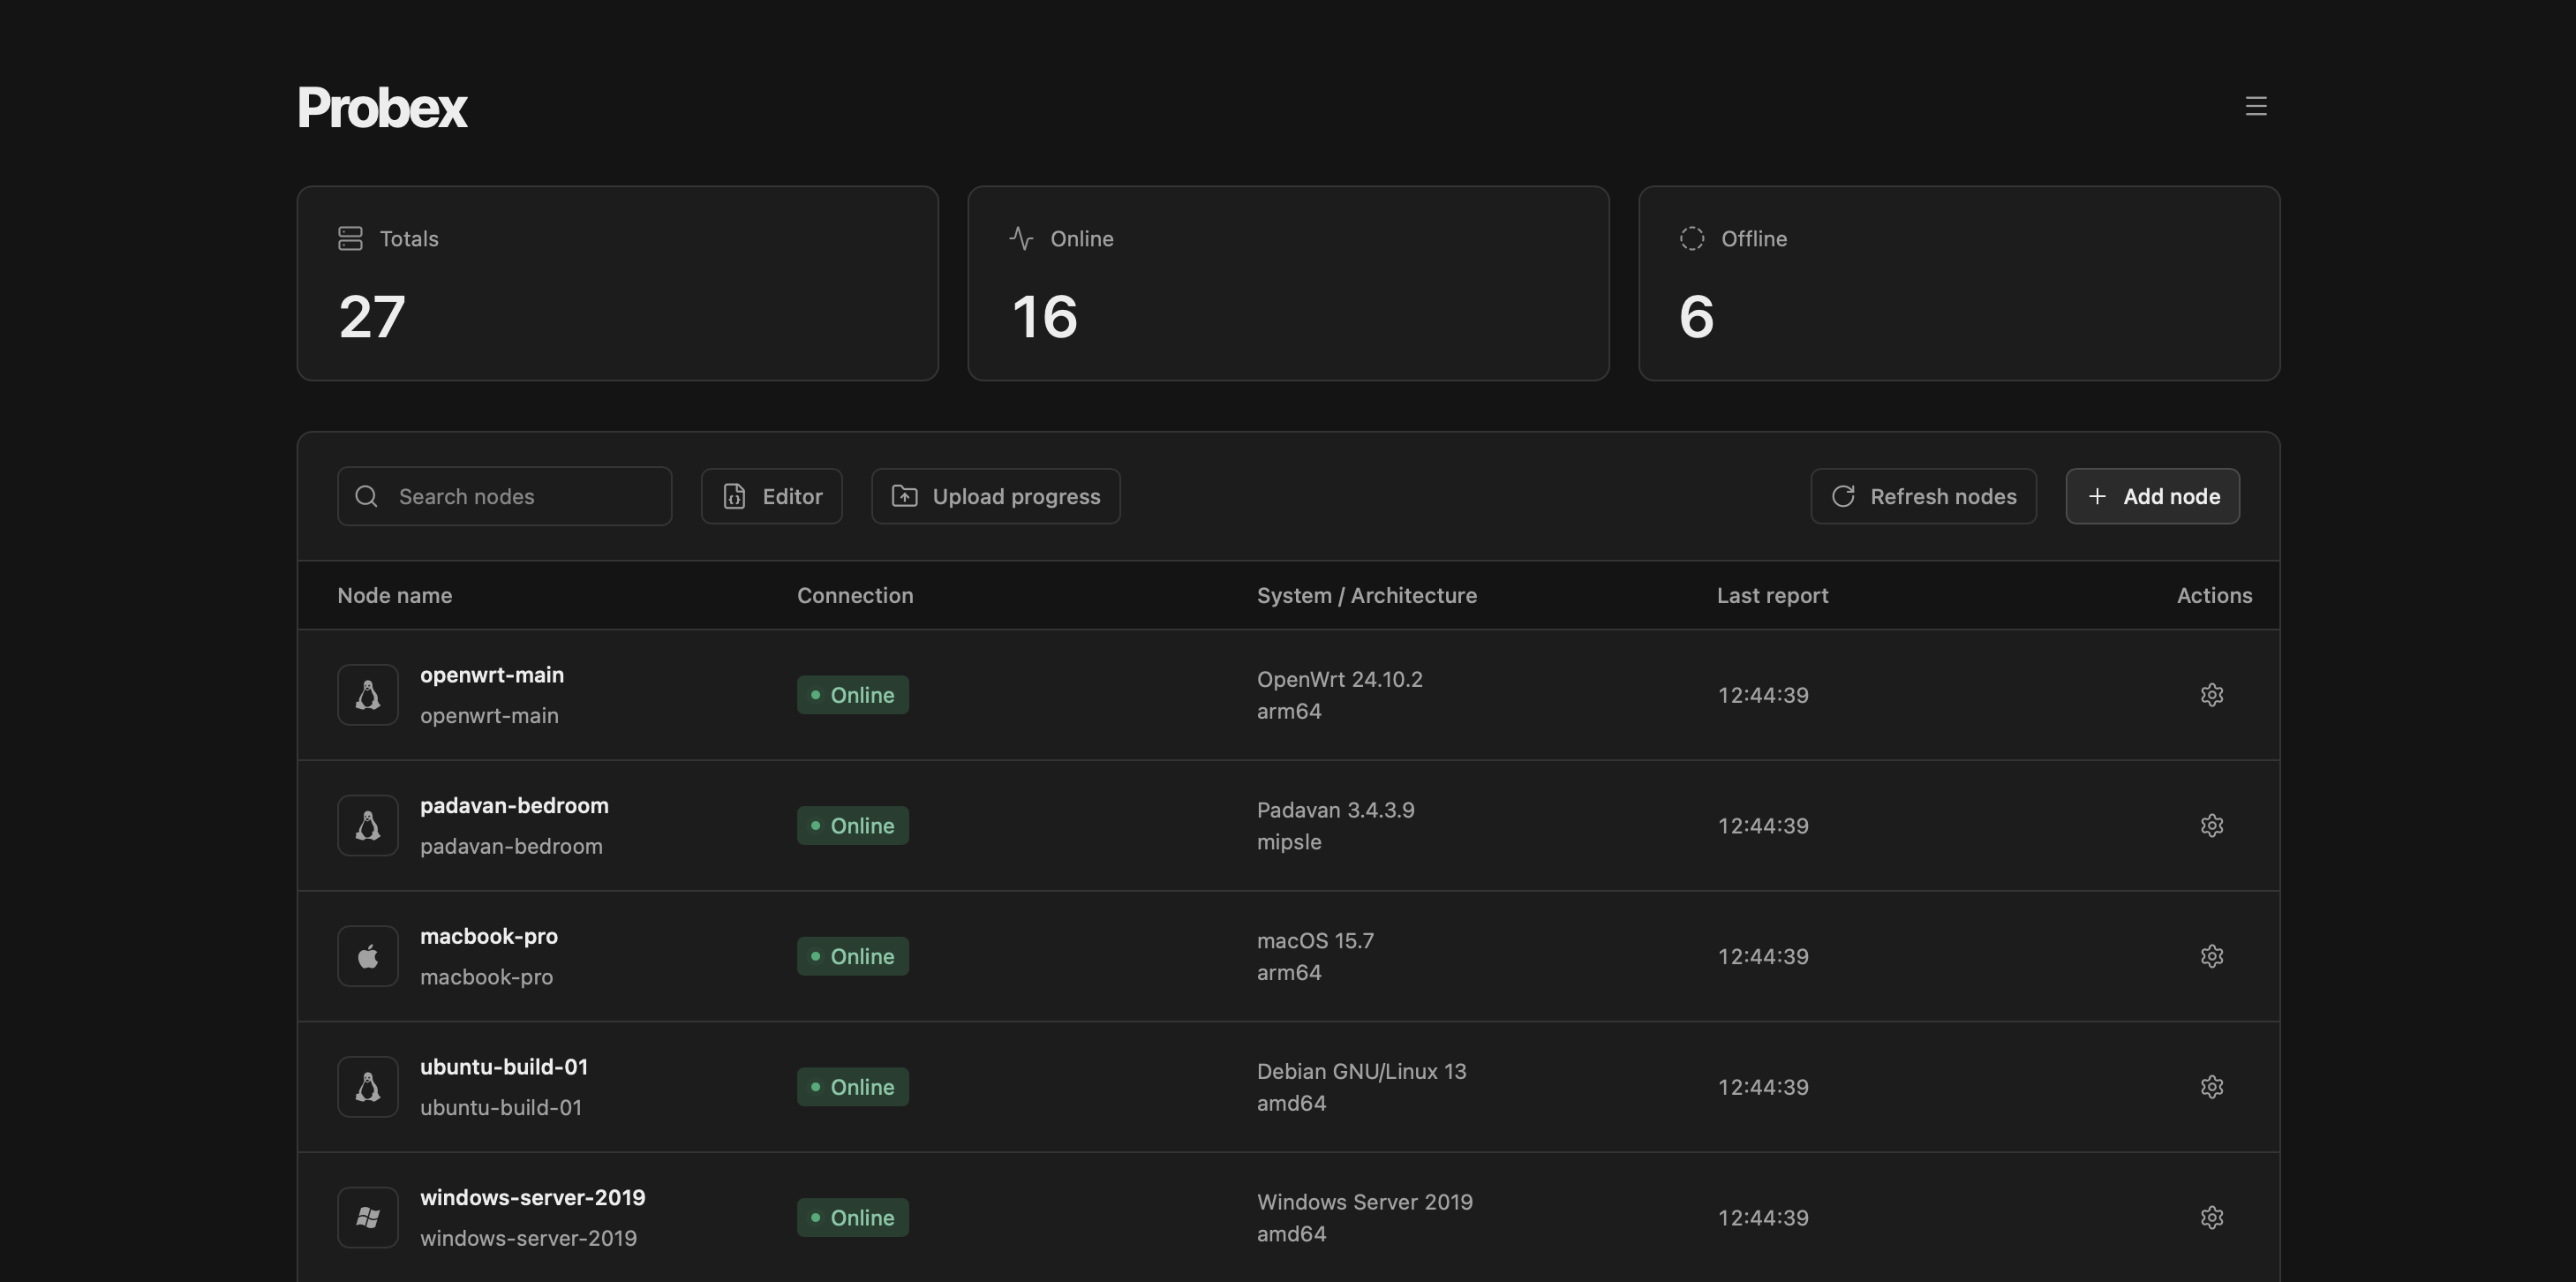 Probex
Totals
27
Online
16
Offline
6
Search nodes
Editor
Upload progress
Refresh nodes
Add node
Node name
Connection
System / Architecture
Last report
Actions
openwrt-main
openwrt-main
Online
OpenWrt 24.10.2
arm64
12:44:39
padavan-bedroom
padavan-bedroom
Online
Padavan 3.4.3.9
mipsle
12:44:39
macbook-pro
macbook-pro
Online
macOS 15.7
arm64
12:44:39
ubuntu-build-01
ubuntu-build-01
Online
Debian GNU/Linux 13
amd64
12:44:39
windows-server-2019
windows-server-2019
Online
Windows Server 2019
amd64
12:44:39